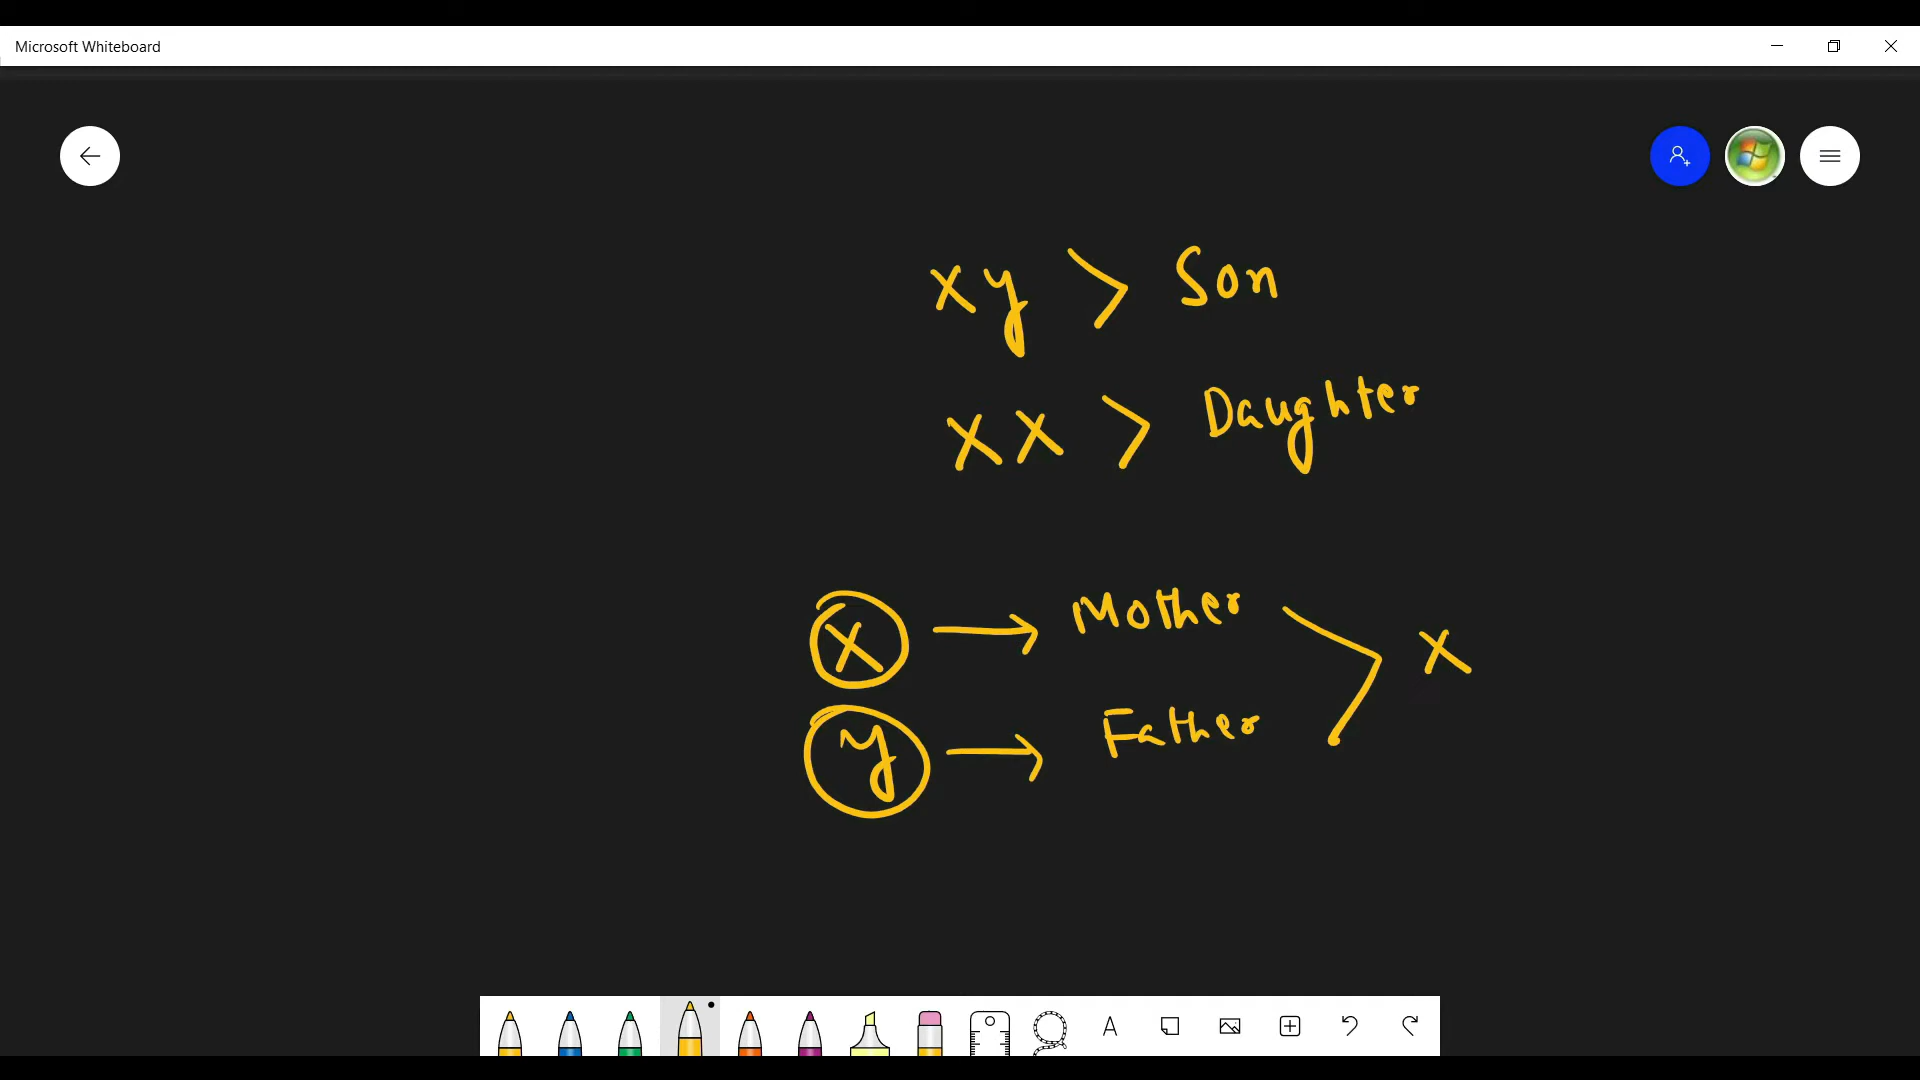 Microsoft Whiteboard
xy > Son
xx > Daughter
x → Mother
y → Father
x
A